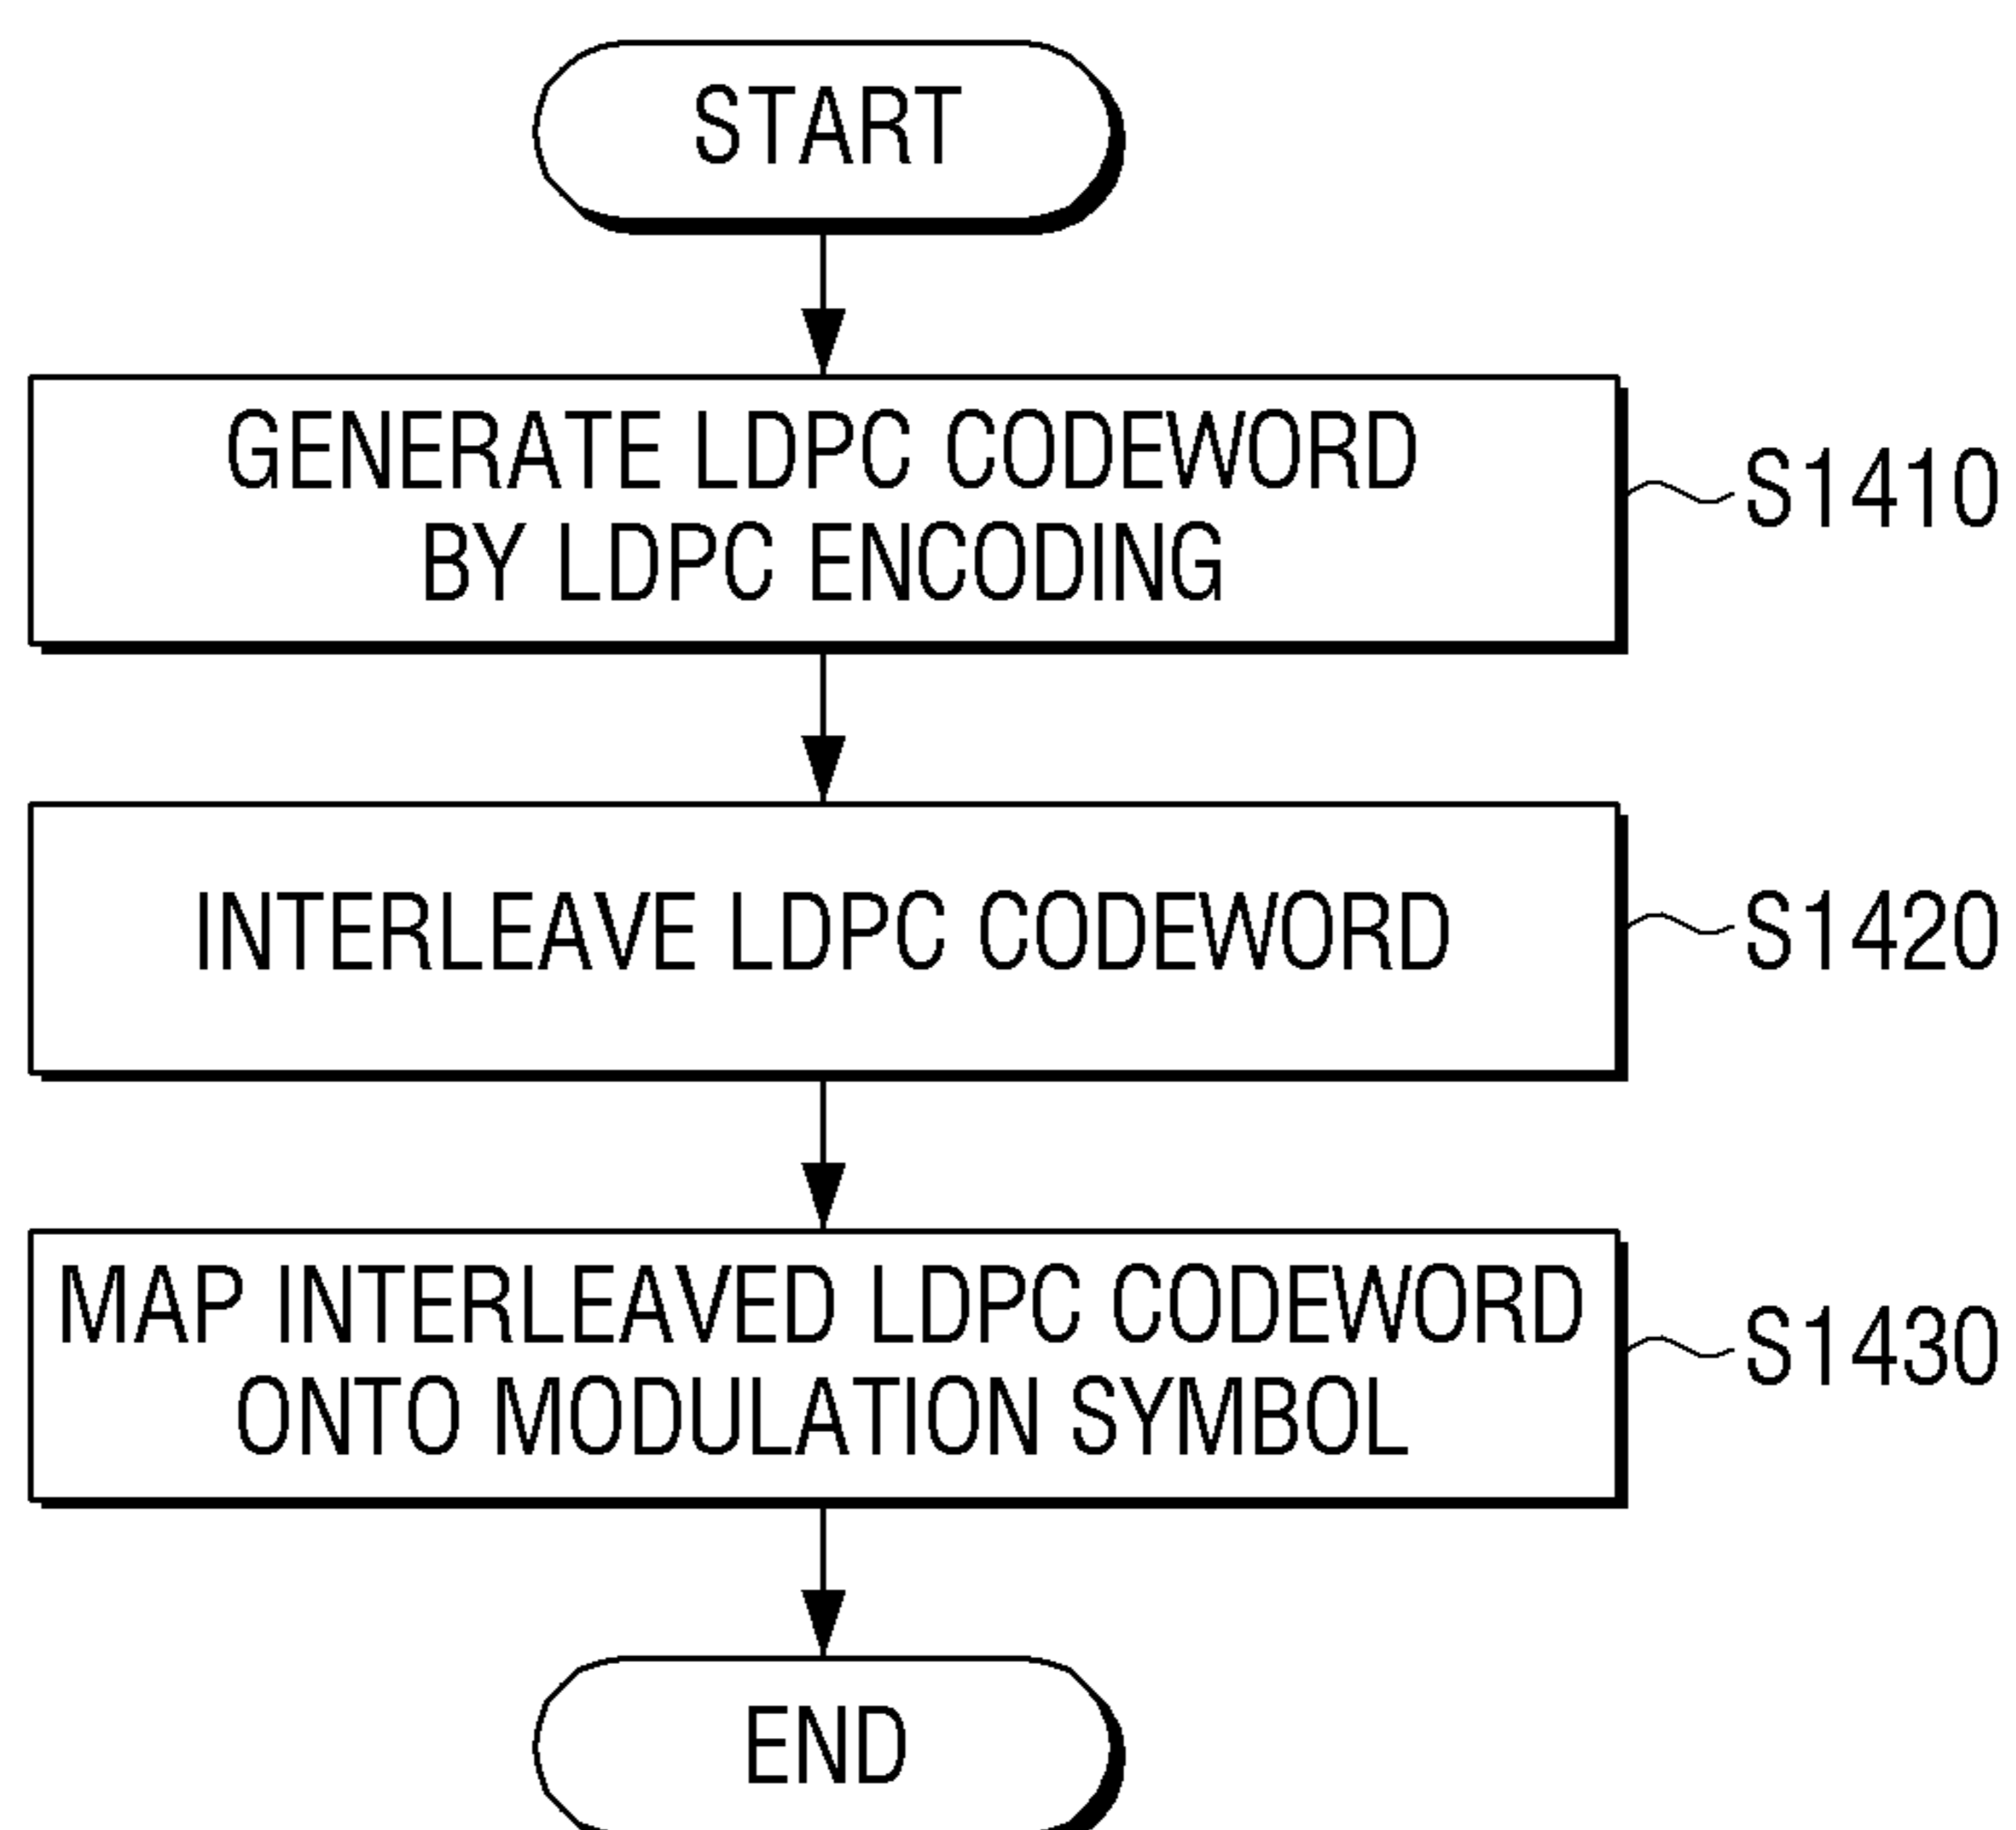 START
GENERATE LDPC CODEWORD
BY LDPC ENCODING
S1410
INTERLEAVE LDPC CODEWORD
S1420
MAP INTERLEAVED LDPC CODEWORD
ONTO MODULATION SYMBOL
S1430
END